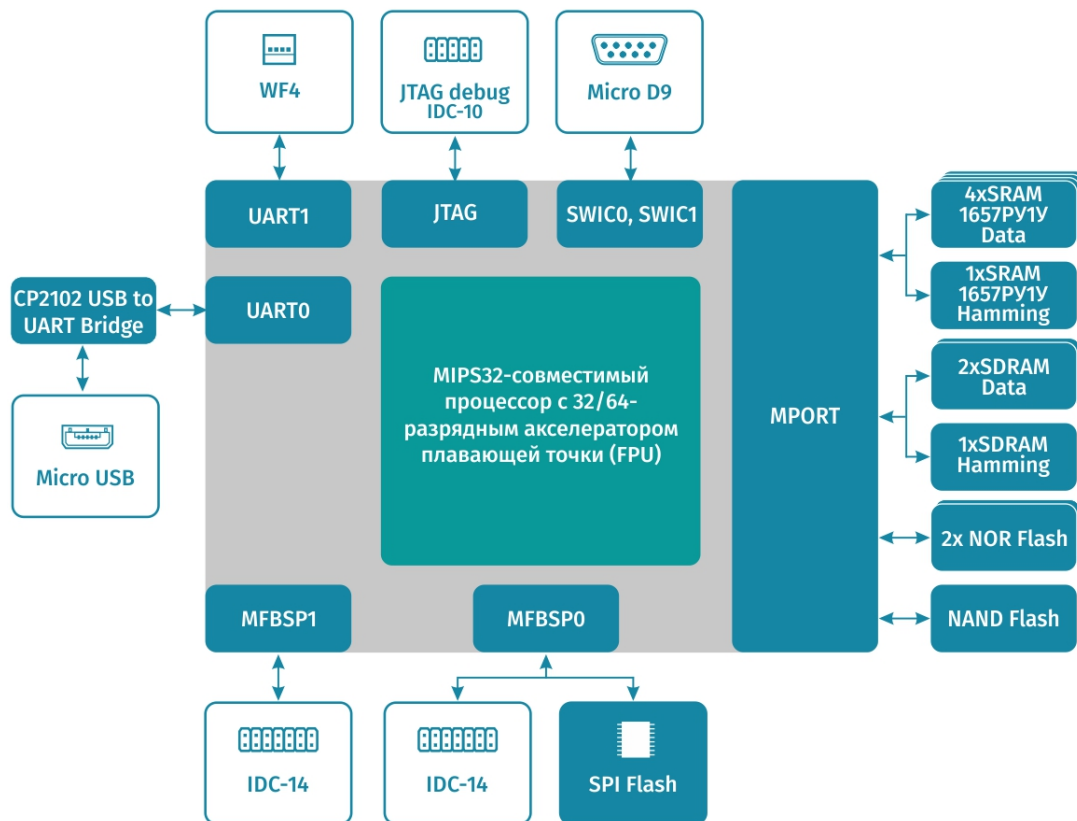 WF4
JTAG debug
IDC-10
Micro D9
UART1
JTAG
SWIC0, SWIC1
4xSRAM
1657РУ1У
Data
1xSRAM
1657РУ1У
Hamming
CP2102 USB to
UART Bridge
UART0
MIPS32-совместимый
процессор с 32/64-
разрядным акселератором
плавающей точки (FPU)
MPORT
2xSDRAM
Data
1xSDRAM
Hamming
Micro USB
2x NOR Flash
MFBSP1
MFBSP0
NAND Flash
IDC-14
IDC-14
SPI Flash